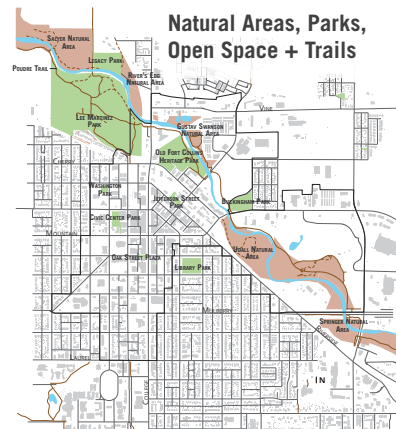 Natural Areas, Parks,
Open Space + Trails
Salyer Natural
Area
Legacy Park
Poudre Trail
River's Edge
Natural Area
Lee Martinez
Park
Vine
Gustav Swanson
Natural Area
Old Fort Collins
Heritage Park
Cherry
Washington
Park
Jefferson Street
Park
Buckingham Park
Civic Center Park
Mountain
Udall Natural
Area
Oak Street Plaza
Library Park
Mulberry
Springer Natural
Area
Riverside
Laurel
College
IN